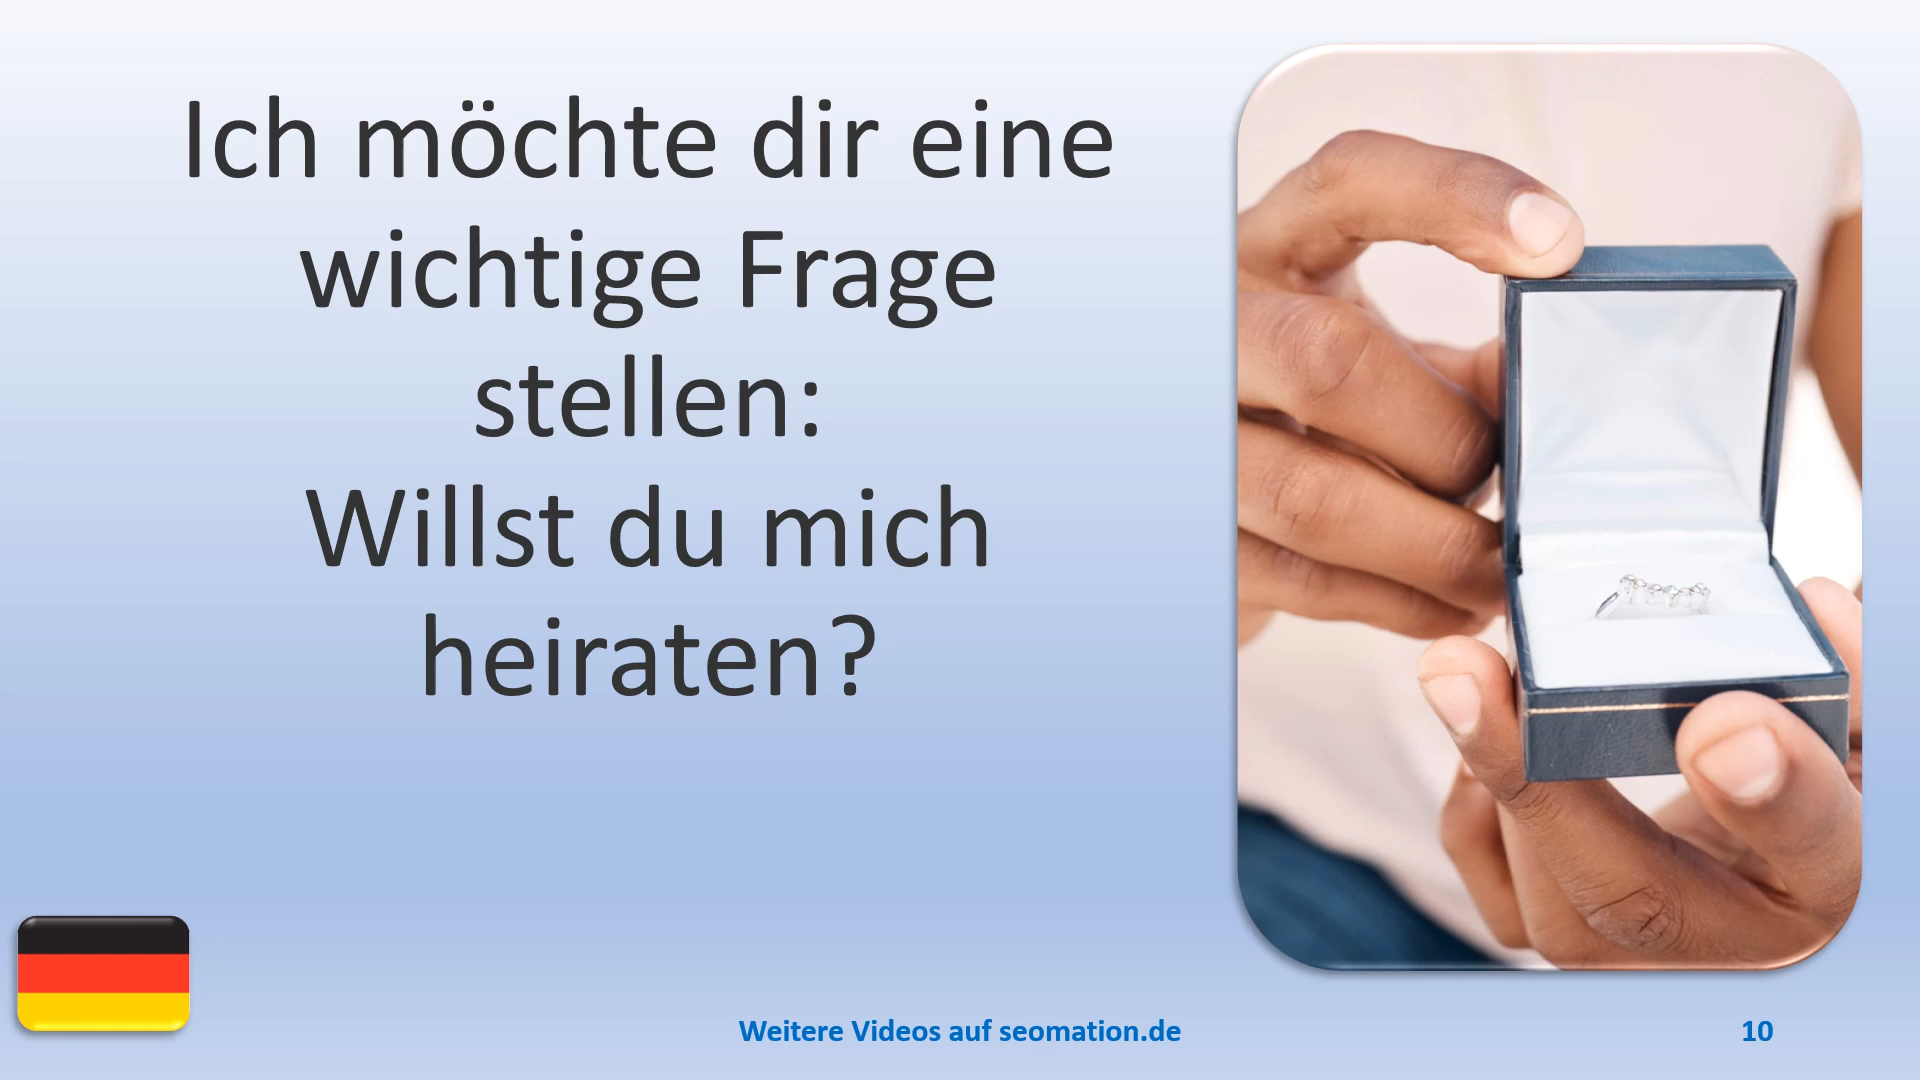 Ich möchte dir eine
wichtige Frage
stellen:
Willst du mich
heiraten?
Weitere Videos auf seomation.de
10